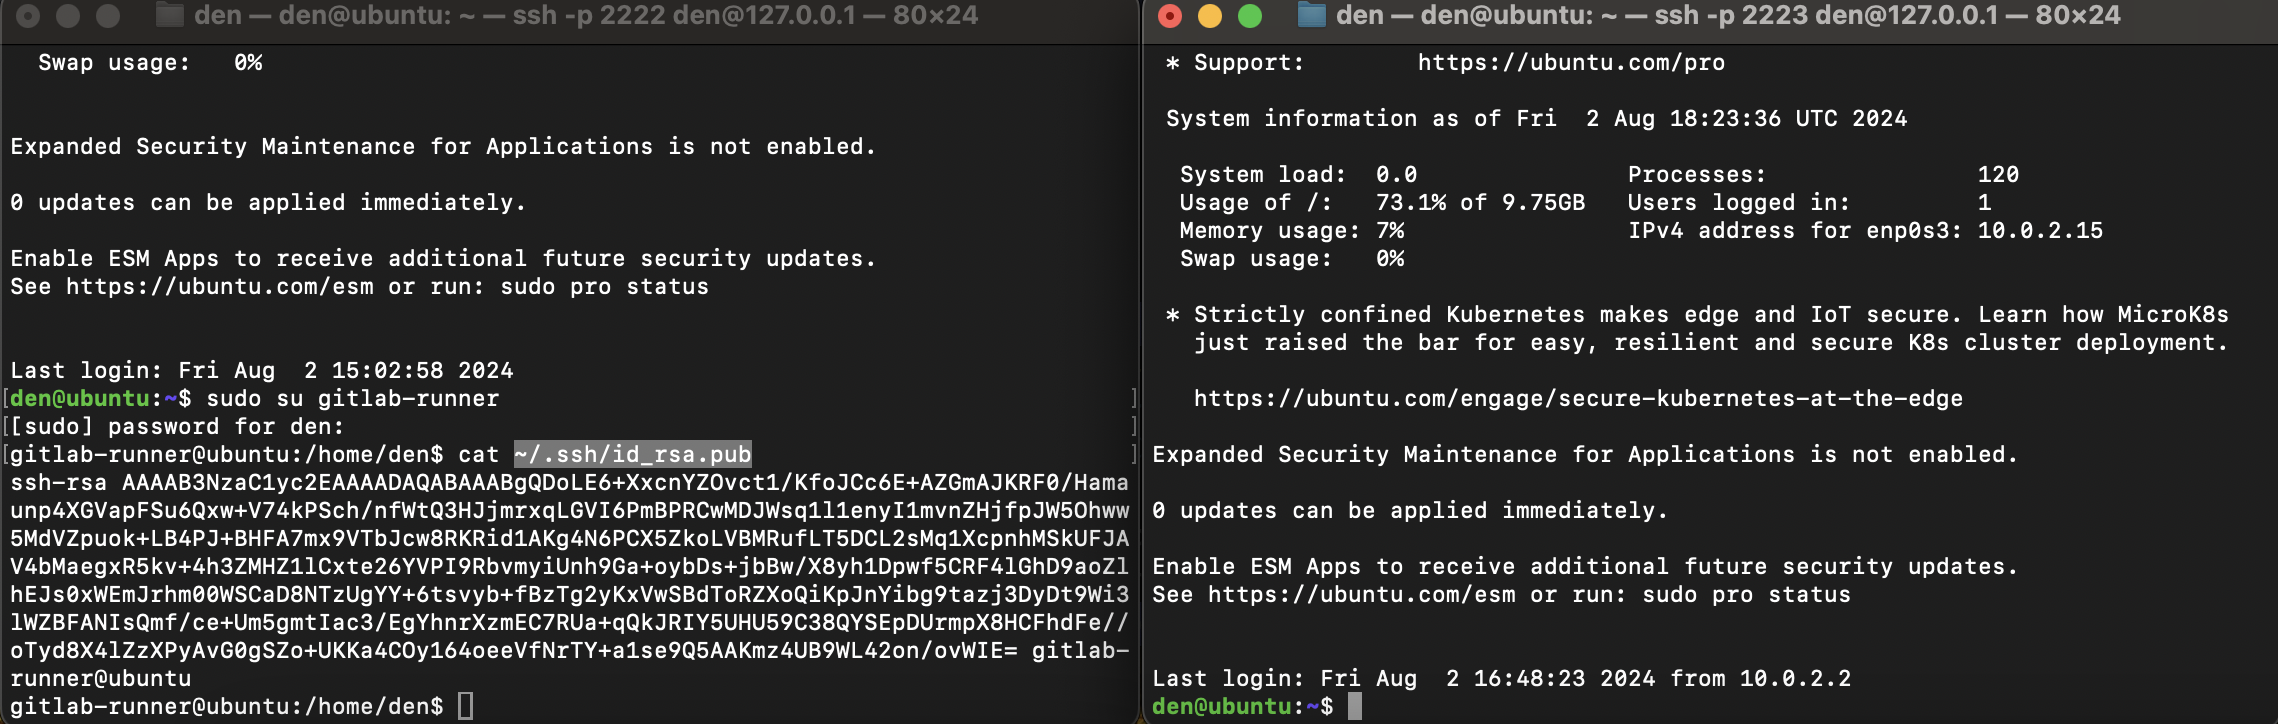 den — den@ubuntu: ~ — ssh -p 2222 den@127.0.0.1 — 80×24
Swap usage:   0%
Expanded Security Maintenance for Applications is not enabled.
0 updates can be applied immediately.
Enable ESM Apps to receive additional future security updates.
See https://ubuntu.com/esm or run: sudo pro status
Last login: Fri Aug  2 15:02:58 2024
[den@ubuntu:~$ sudo su gitlab-runner ]
[[sudo] password for den: ]
[gitlab-runner@ubuntu:/home/den$ cat ~/.ssh/id_rsa.pub ]
ssh-rsa AAAAB3NzaC1yc2EAAAADAQABAAABgQDoLE6+XxcnYZOvct1/KfoJCc6E+AZGmAJKRF0/Hama
unp4XGVapFSu6Qxw+V74kPSch/nfWtQ3HJjmrxqLGVI6PmBPRCwMDJWsq1l1enyI1mvnZHjfpJW5Ohww
5MdVZpuok+LB4PJ+BHFA7mx9VTbJcw8RKRid1AKg4N6PCX5ZkoLVBMRufLT5DCL2sMq1XcpnhMSkUFJA
V4bMaegxR5kv+4h3ZMHZ1lCxte26YVPI9RbvmyiUnh9Ga+oybDs+jbBw/X8yh1Dpwf5CRF4lGhD9aoZl
hEJs0xWEmJrhm00WSCaD8NTzUgYY+6tsvyb+fBzTg2yKxVwSBdToRZXoQiKpJnYibg9tazj3DyDt9Wi3
lWZBFANIsQmf/ce+Um5gmtIac3/EgYhnrXzmEC7RUa+qQkJRIY5UHU59C38QYSEpDUrmpX8HCFhdFe//
oTyd8X4lZzXPyAvG0gSZo+UKKa4COy164oeeVfNrTY+a1se9Q5AAKmz4UB9WL42on/ovWIE= gitlab-
runner@ubuntu
gitlab-runner@ubuntu:/home/den$
den — den@ubuntu: ~ — ssh -p 2223 den@127.0.0.1 — 80×24
* Support:        https://ubuntu.com/pro
System information as of Fri  2 Aug 18:23:36 UTC 2024
System load:  0.0               Processes:               120
Usage of /:   73.1% of 9.75GB   Users logged in:         1
Memory usage: 7%                IPv4 address for enp0s3: 10.0.2.15
Swap usage:   0%
* Strictly confined Kubernetes makes edge and IoT secure. Learn how MicroK8s
just raised the bar for easy, resilient and secure K8s cluster deployment.
https://ubuntu.com/engage/secure-kubernetes-at-the-edge
Expanded Security Maintenance for Applications is not enabled.
0 updates can be applied immediately.
Enable ESM Apps to receive additional future security updates.
See https://ubuntu.com/esm or run: sudo pro status
Last login: Fri Aug  2 16:48:23 2024 from 10.0.2.2
den@ubuntu:~$